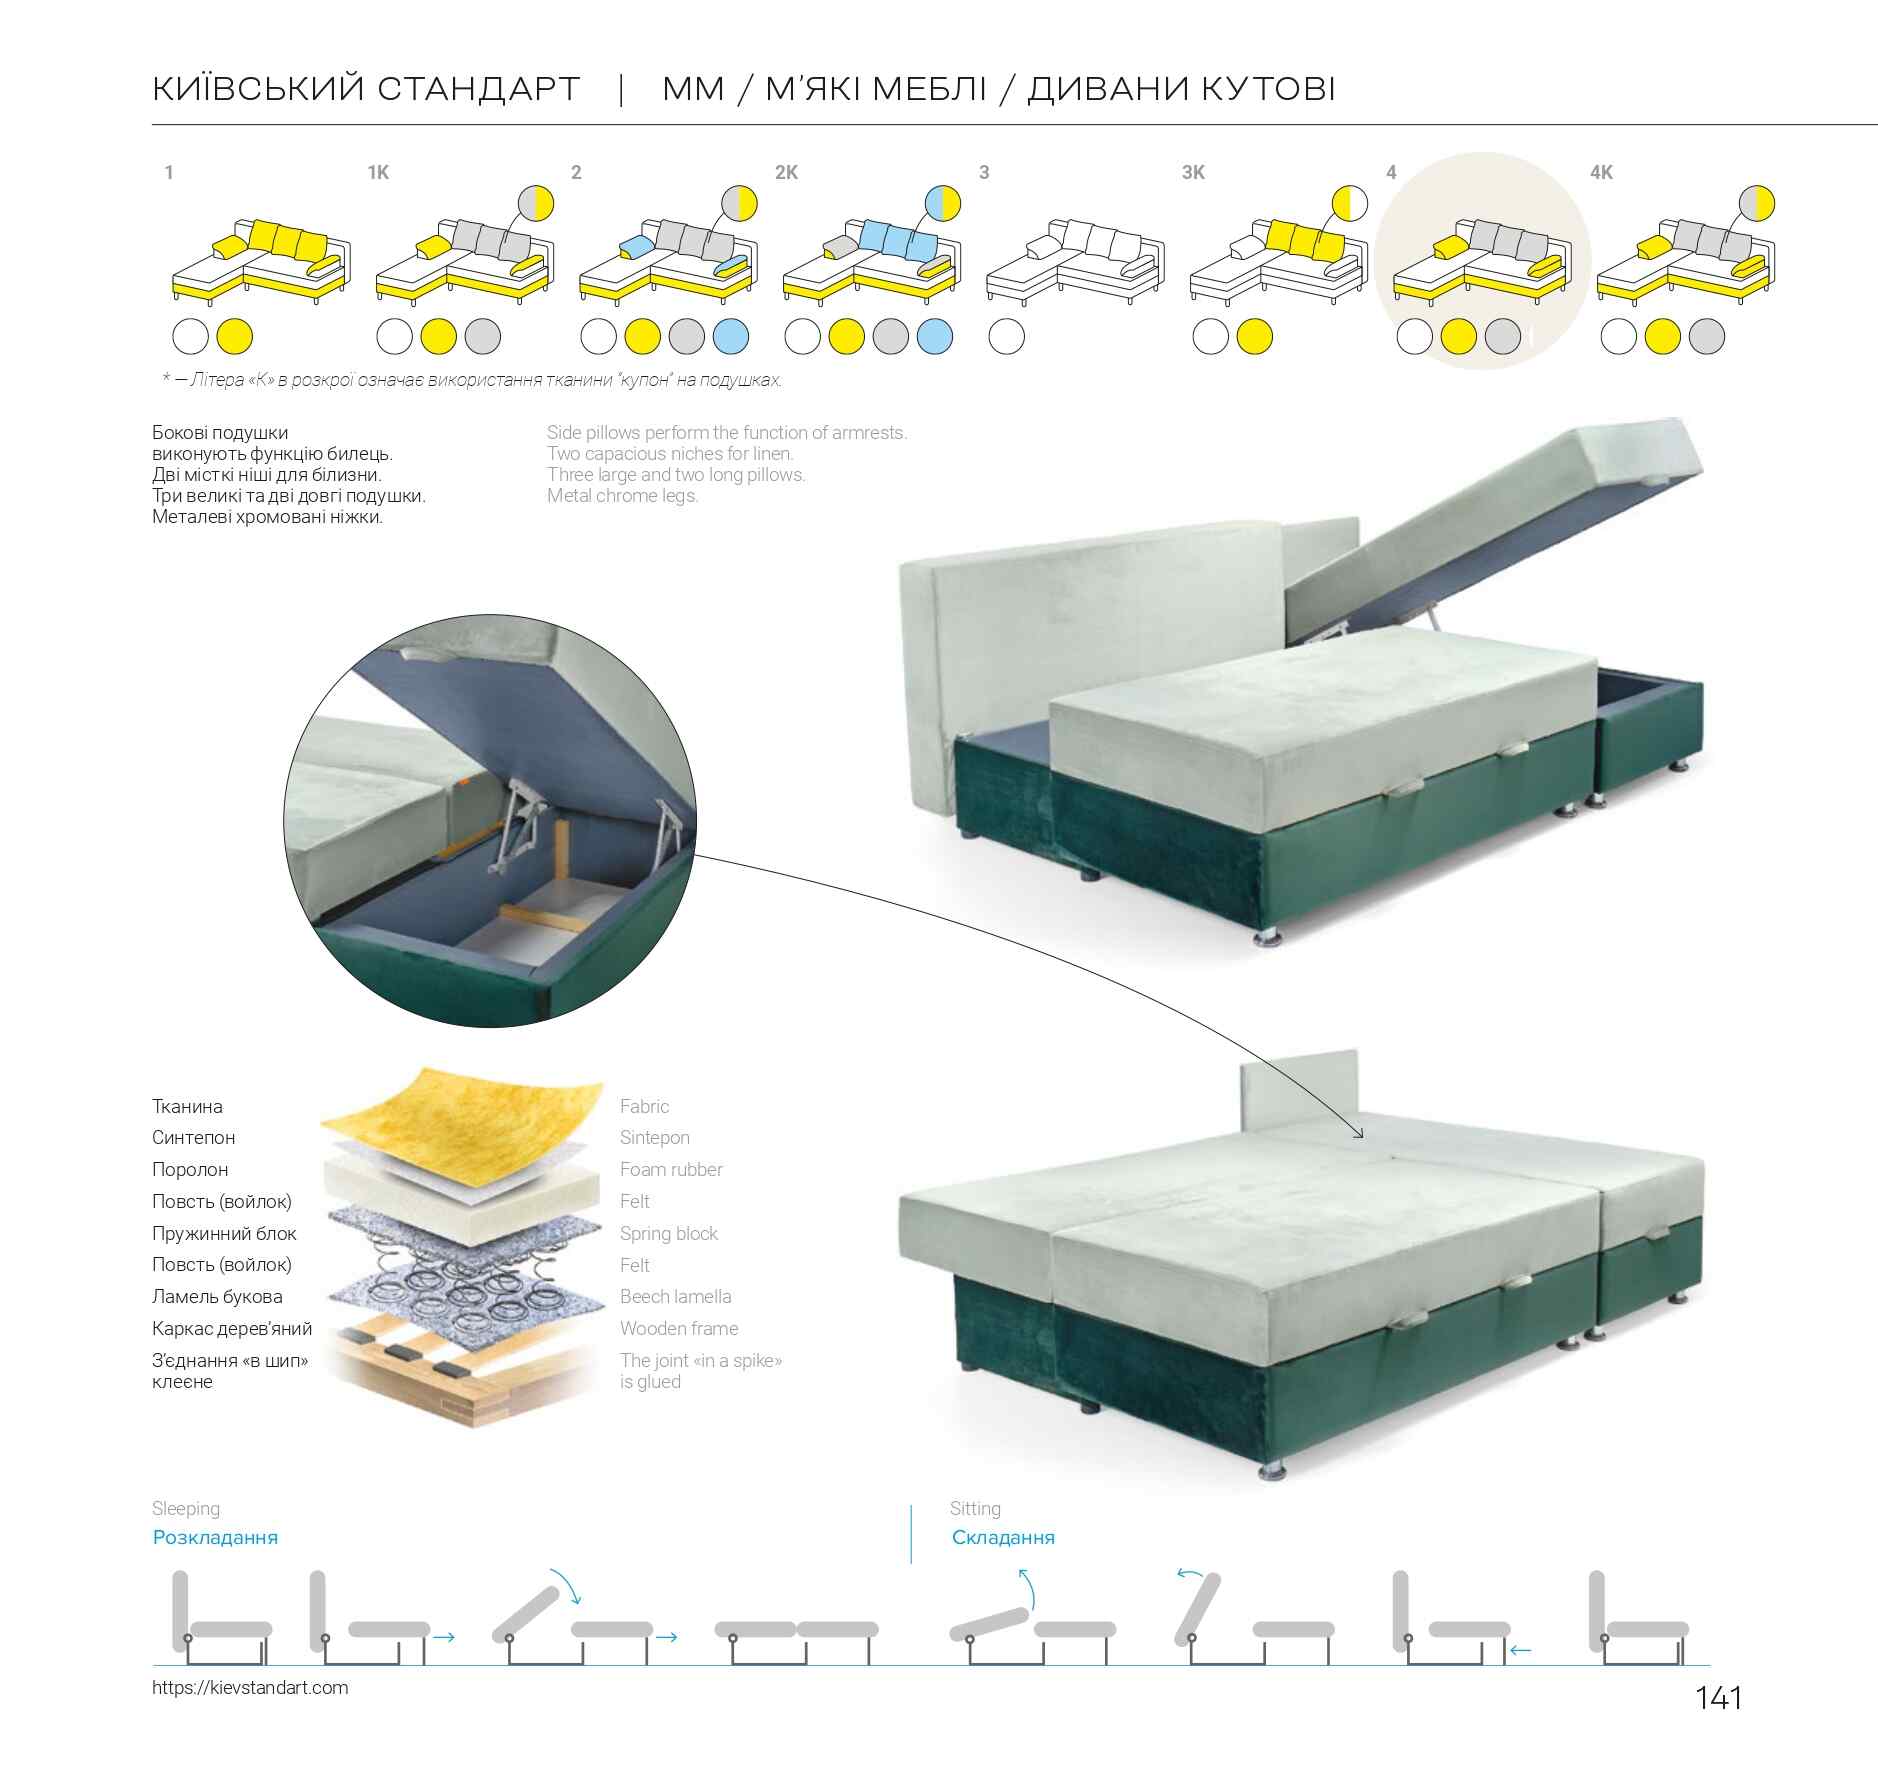 КИЇВСЬКИЙ СТАНДАРТ | ММ / М’ЯКІ МЕБЛІ / ДИВАНИ КУТОВІ
1 1K 2 2K 3 3K 4 4K
* — Літера «К» в розкрої означає використання тканини “купон” на подушках.
Бокові подушки
виконують функцію билець.
Дві місткі ніші для білизни.
Три великі та дві довгі подушки.
Металеві хромовані ніжки.
Side pillows perform the function of armrests.
Two capacious niches for linen.
Three large and two long pillows.
Metal chrome legs.
Тканина
Синтепон
Поролон
Повсть (войлок)
Пружинний блок
Повсть (войлок)
Ламель букова
Каркас дерев’яний
З’єднання «в шип»
клеєне
Fabric
Sintepon
Foam rubber
Felt
Spring block
Felt
Beech lamella
Wooden frame
The joint «in a spike»
is glued
Sleeping
Розкладання
Sitting
Складання
https://kievstandart.com
141